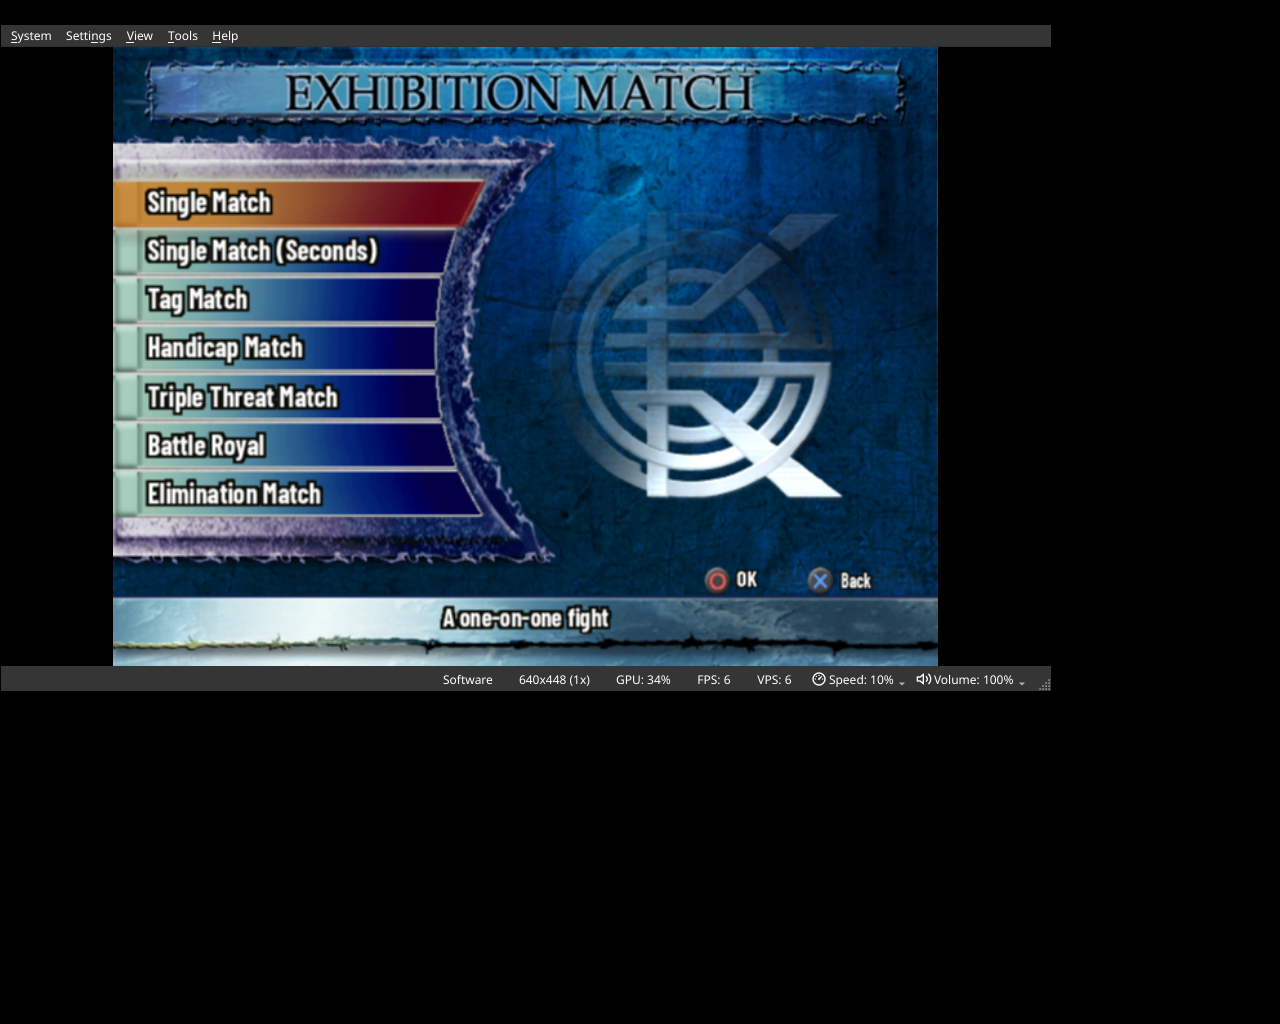 System Settings View Tools Help
EXHIBITION MATCH
Single Match
Single Match (Seconds)
Tag Match
Handicap Match
Triple Threat Match
Battle Royal
Elimination Match
OK Back
A one-on-one fight
Software 640x448 (1x) GPU: 34% FPS: 6 VPS: 6 Speed: 10% Volume: 100%